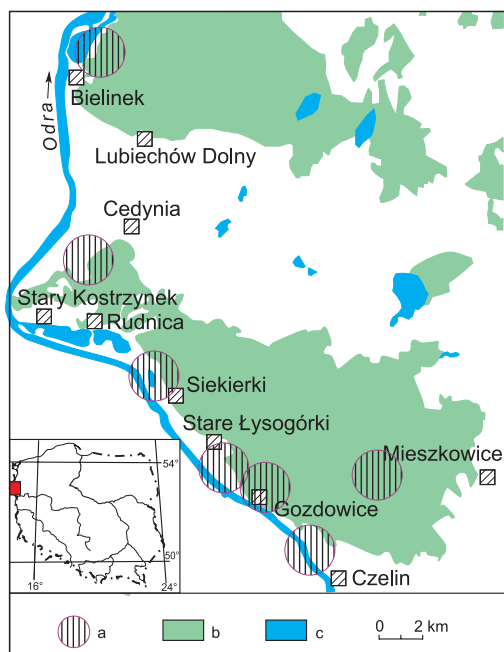 Odra
Bielinek
Lubiechów Dolny
Cedynia
Stary Kostrzynek
Rudnica
Siekierki
Stare Łysogórki
Mieszkowice
Gozdowice
Czelin
54°
50°
16°
24°
a
b
c
0 2 km